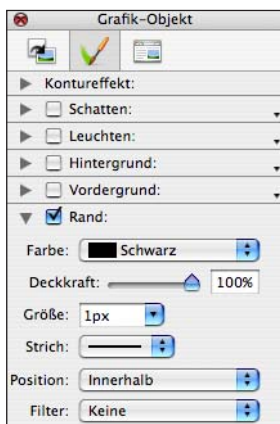 Grafik-Objekt
Kontureffekt:
Schatten:
Leuchten:
Hintergrund:
Vordergrund:
Rand:
Farbe: Schwarz
Deckkraft: 100%
Größe: 1px
Strich:
Position: Innerhalb
Filter: Keine